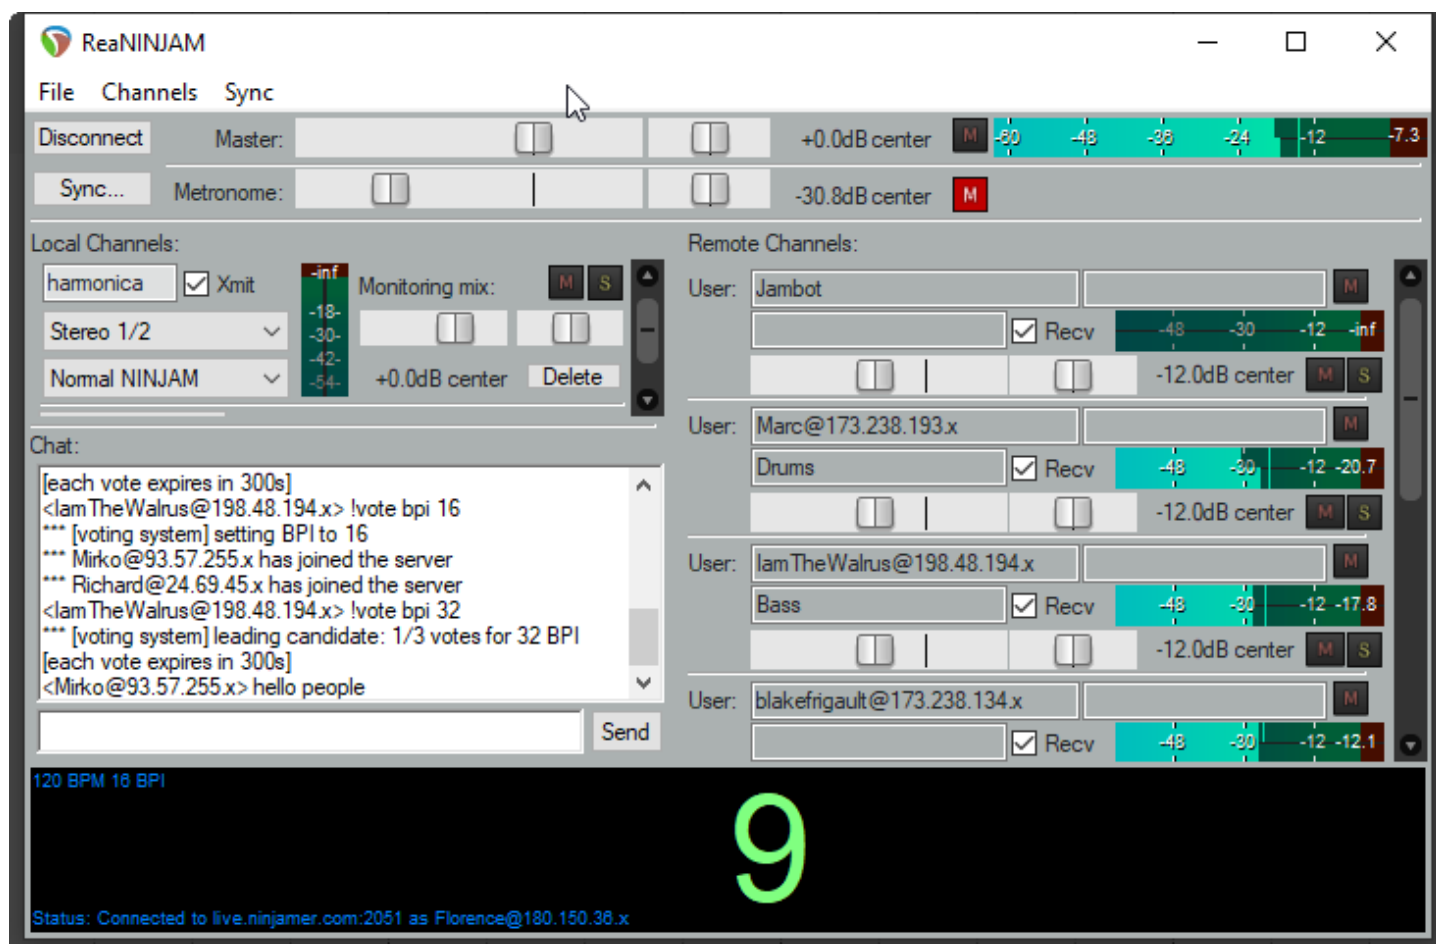 ReaNINJAM
File Channels Sync
Disconnect Master: +0.0dB center M -60 -48 -36 -24 -12 -7.3
Sync... Metronome: -30.8dB center M
Local Channels:
harmonica Xmit -inf Monitoring mix: M S
Stereo 1/2 -18- -30-
Normal NINJAM -42- -54- +0.0dB center Delete
Chat:
[each vote expires in 300s]
<IamTheWalrus@198.48.194.x> !vote bpi 16
*** [voting system] setting BPI to 16
*** Mirko@93.57.255.x has joined the server
*** Richard@24.69.45.x has joined the server
<IamTheWalrus@198.48.194.x> !vote bpi 32
*** [voting system] leading candidate: 1/3 votes for 32 BPI
[each vote expires in 300s]
<Mirko@93.57.255.x> hello people
Send
Remote Channels:
User: Jambot M
Recv -48 -30 -12 -inf
-12.0dB center M S
User: Marc@173.238.193.x M
Drums Recv -48 -30 -12 -20.7
-12.0dB center M S
User: IamTheWalrus@198.48.194.x M
Bass Recv -48 -30 -12 -17.8
-12.0dB center M S
User: blakefrigault@173.238.134.x M
Recv -48 -30 -12 -12.1
120 BPM 16 BPI
9
Status: Connected to live.ninjamer.com:2051 as Florence@180.150.36.x